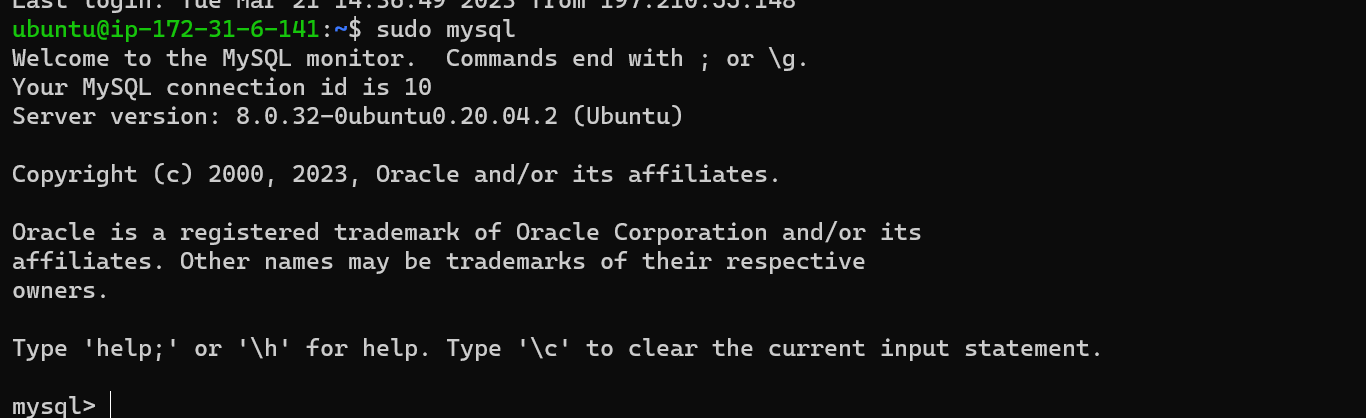 Last login: Tue Mar 21 14:36:49 2023 from 197.210.55.148
ubuntu@ip-172-31-6-141:~$ sudo mysql
Welcome to the MySQL monitor.  Commands end with ; or \g.
Your MySQL connection id is 10
Server version: 8.0.32-0ubuntu0.20.04.2 (Ubuntu)
Copyright (c) 2000, 2023, Oracle and/or its affiliates.
Oracle is a registered trademark of Oracle Corporation and/or its
affiliates. Other names may be trademarks of their respective
owners.
Type 'help;' or '\h' for help. Type '\c' to clear the current input statement.
mysql>